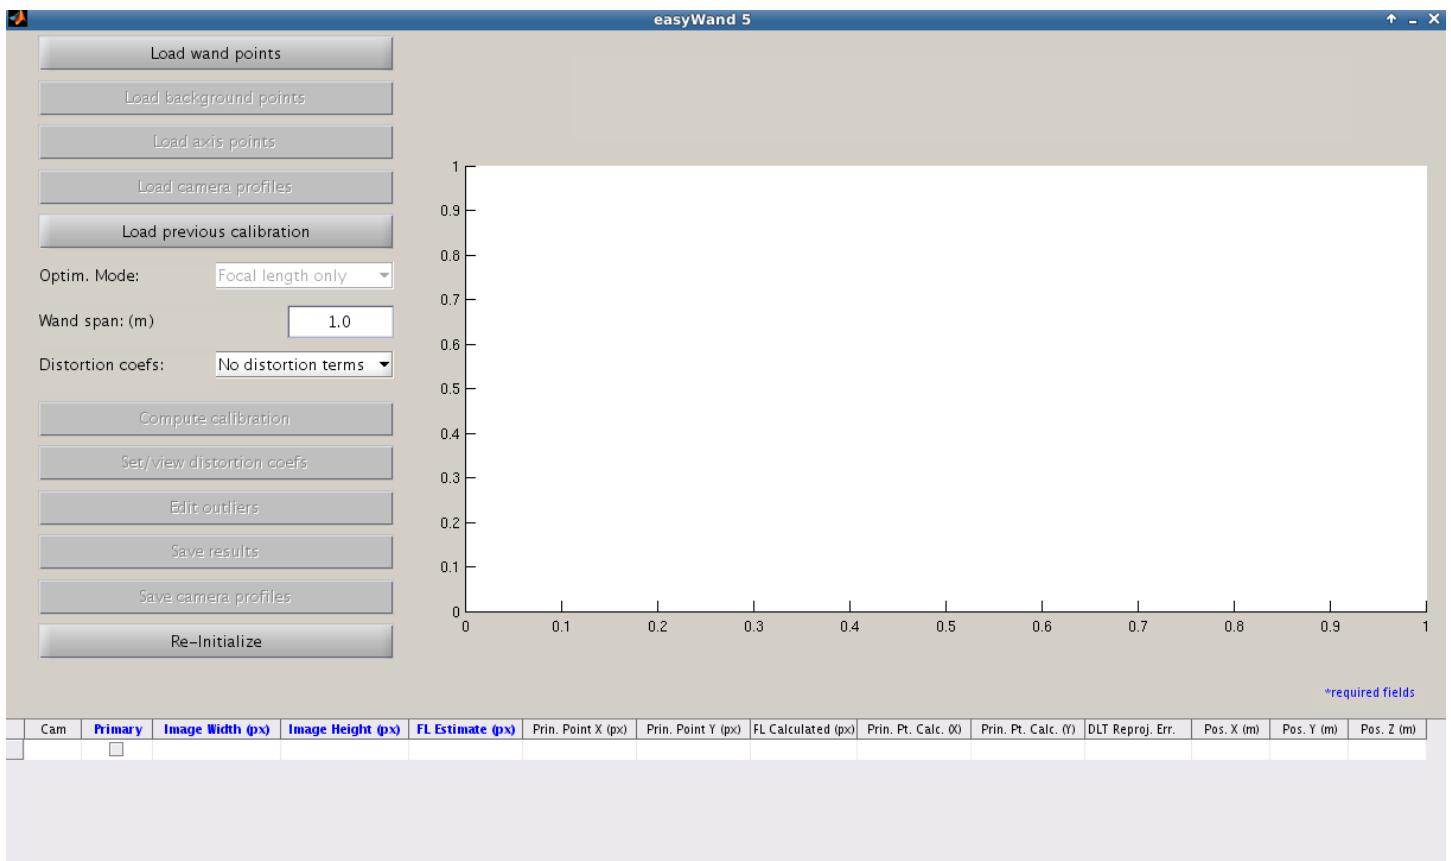 easyWand 5
Load wand points
Load background points
Load axis points
Load camera profiles
Load previous calibration
Optim. Mode: Focal length only
Wand span: (m) 1.0
Distortion coefs: No distortion terms
Compute calibration
Set/view distortion coefs
Edit outliers
Save results
Save camera profiles
Re-Initialize
1
0.9
0.8
0.7
0.6
0.5
0.4
0.3
0.2
0.1
0
0 0.1 0.2 0.3 0.4 0.5 0.6 0.7 0.8 0.9 1
*required fields
Cam Primary Image Width (px) Image Height (px) FL Estimate (px) Prin. Point X (px) Prin. Point Y (px) FL Calculated (px) Prin. Pt. Calc. (X) Prin. Pt. Calc. (Y) DLT Reproj. Err. Pos. X (m) Pos. Y (m) Pos. Z (m)